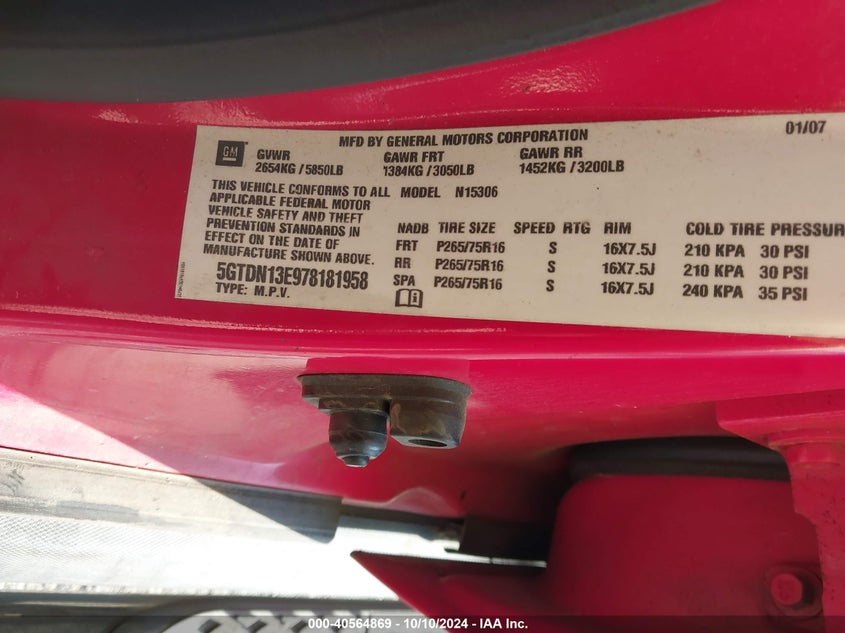 01/07
MFD BY GENERAL MOTORS CORPORATION
GM
GVWR GAWR FRT GAWR RR
2654KG / 5850LB 1384KG / 3050LB 1452KG / 3200LB
THIS VEHICLE CONFORMS TO ALL MODEL N15306
APPLICABLE FEDERAL MOTOR
VEHICLE SAFETY AND THEFT
PREVENTION STANDARDS IN
EFFECT ON THE DATE OF
MANUFACTURE SHOWN ABOVE.
5GTDN13E978181958
TYPE: M.P.V.
NADB TIRE SIZE SPEED RTG RIM COLD TIRE PRESSUR
FRT P265/75R16 S 16X7.5J 210 KPA 30 PSI
RR P265/75R16 S 16X7.5J 210 KPA 30 PSI
SPA P265/75R16 S 16X7.5J 240 KPA 35 PSI
000-40564869 - 10/10/2024 - IAA Inc.